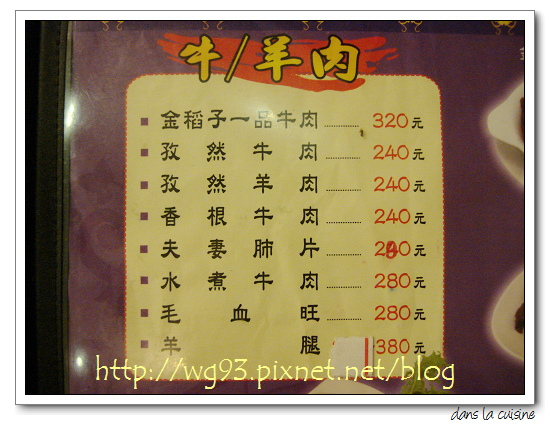 牛/羊肉
金稻子一品牛肉 320元
孜然牛肉 240元
孜然羊肉 240元
香根牛肉 240元
夫妻肺片 280元
水煮牛肉 280元
毛血旺 280元
羊腿 380元
http://wg93.pixnet.net/blog
dans la cuisine